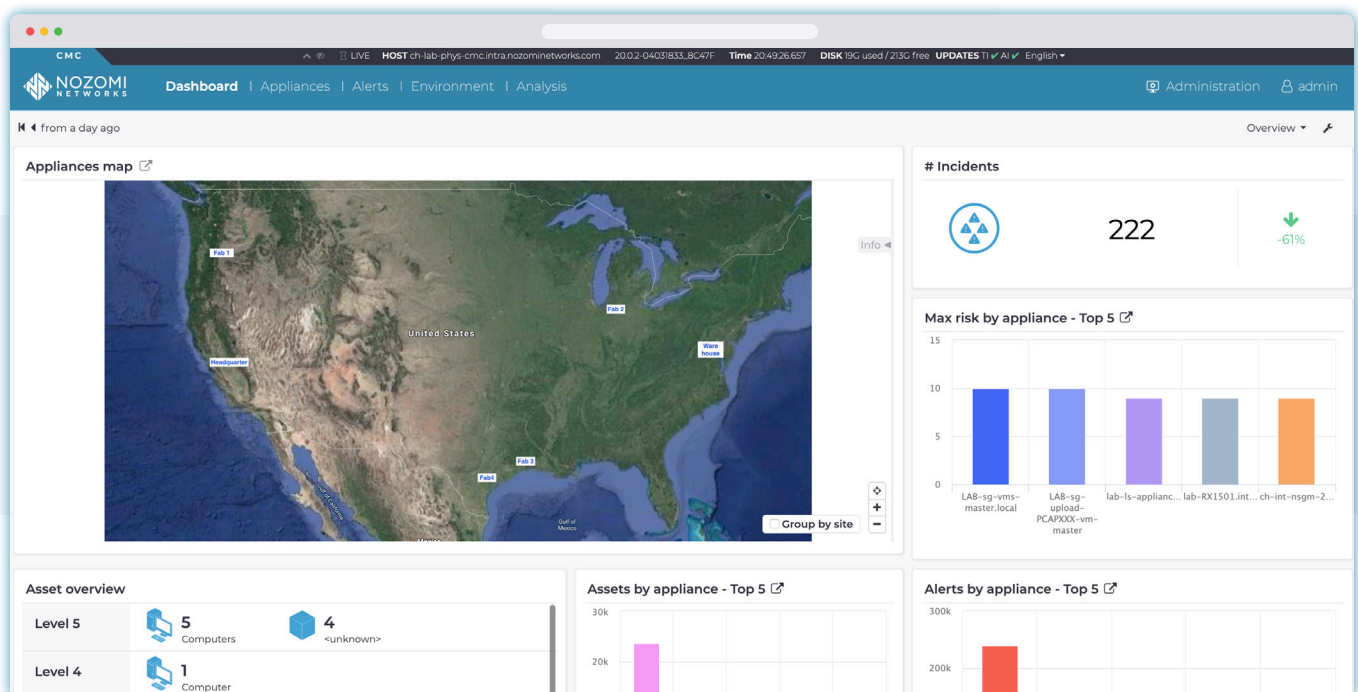 CMC
LIVE HOST ch-lab-phys-cmc.intra.nozominetworks.com 20.0.2-04031833_8C47F Time 20:49:26.657 DISK 19G used / 213G free UPDATES TI ✔ AI ✔ English
NOZOMI
NETWORKS
Dashboard | Appliances | Alerts | Environment | Analysis
Administration admin
from a day ago
Overview
Appliances map
Info
Fab 1
Fab 2
United States
Ware
house
Headquarter
Fab 3
Fab4
Gulf of California
Gulf of
Mexico
Mexico
Group by site
# Incidents
222
-61%
Max risk by appliance - Top 5
15
10
5
0
LAB-sg-vms-
master.local
LAB-sg-
upload-
PCAPXXX-vm-
master
lab-ls-applianc...
lab-RX1501.int...
ch-int-nsgm-2...
Asset overview
Level 5
5
Computers
4
<unknown>
Level 4
1
Computer
Assets by appliance - Top 5
30k
20k
Alerts by appliance - Top 5
300k
200k